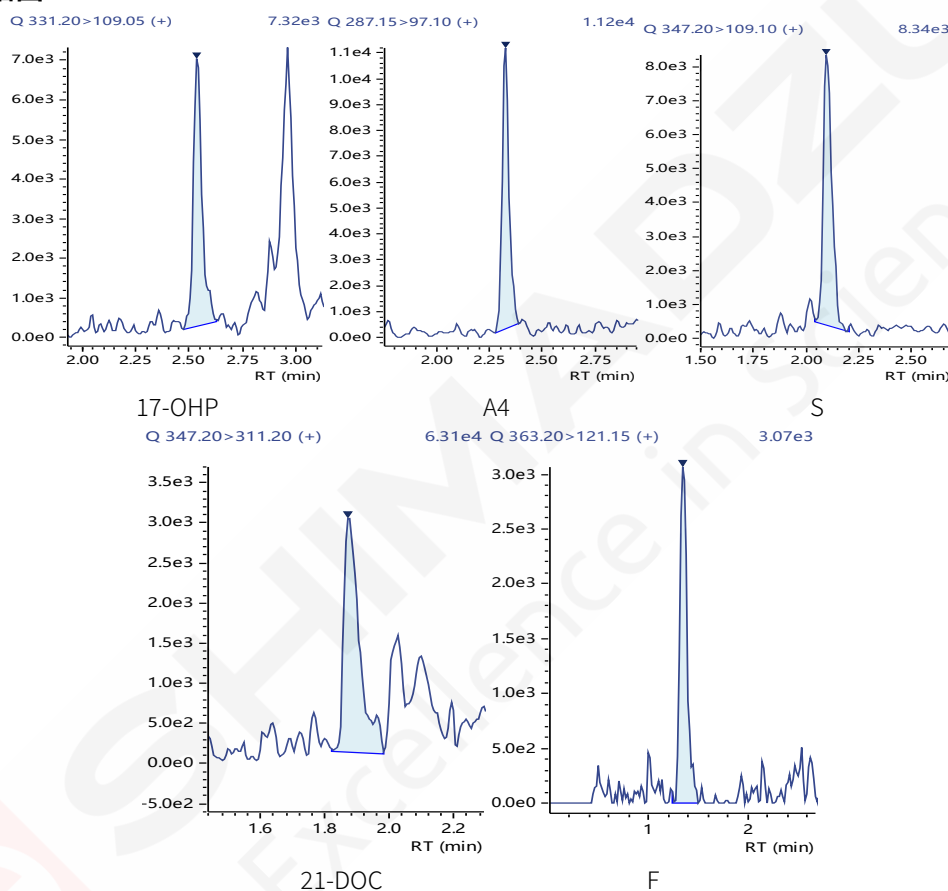 Q 331.20>109.05 (+) 7.32e3
7.0e3
6.0e3
5.0e3
4.0e3
3.0e3
2.0e3
1.0e3
0.0e0
2.00 2.25 2.50 2.75 3.00
RT (min)
17-OHP
Q 287.15>97.10 (+) 1.12e4
1.1e4
1.0e4
9.0e3
8.0e3
7.0e3
6.0e3
5.0e3
4.0e3
3.0e3
2.0e3
1.0e3
0.0e0
2.00 2.25 2.50 2.75
RT (min)
A4
Q 347.20>109.10 (+) 8.34e3
8.0e3
7.0e3
6.0e3
5.0e3
4.0e3
3.0e3
2.0e3
1.0e3
0.0e0
1.50 1.75 2.00 2.25 2.50
RT (min)
S
Q 347.20>311.20 (+) 6.31e4
3.5e3
3.0e3
2.5e3
2.0e3
1.5e3
1.0e3
5.0e2
0.0e0
-5.0e2
1.6 1.8 2.0 2.2
RT (min)
21-DOC
Q 363.20>121.15 (+) 3.07e3
3.0e3
2.5e3
2.0e3
1.5e3
1.0e3
5.0e2
0.0e0
1 2
RT (min)
F
SHIMADZU
Excellence in Scien